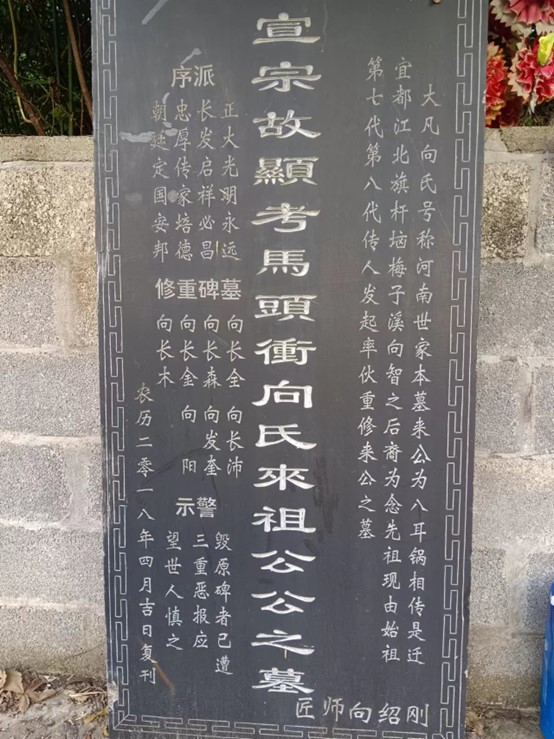 大凡向氏号称河南世家本墓来公为八耳锅相传是迁
宜都江北旗杆垴梅子溪向智之后裔为念先祖现由始祖
第七代第八代传人发起率伙重修来公之墓
宣宗故顯考馬頭衝向氏來祖公公之墓
派序
正大光明永远
长发启祥必昌
忠厚传家培德
朝廷定国安邦
墓碑重修
向长全 向长沛
向长森 向发奎
向长金 向阳
向长木
警示
毁原碑者已遭
三重恶报应
望世人慎之
农历二零一八年四月吉日复刊
匠师向绍刚